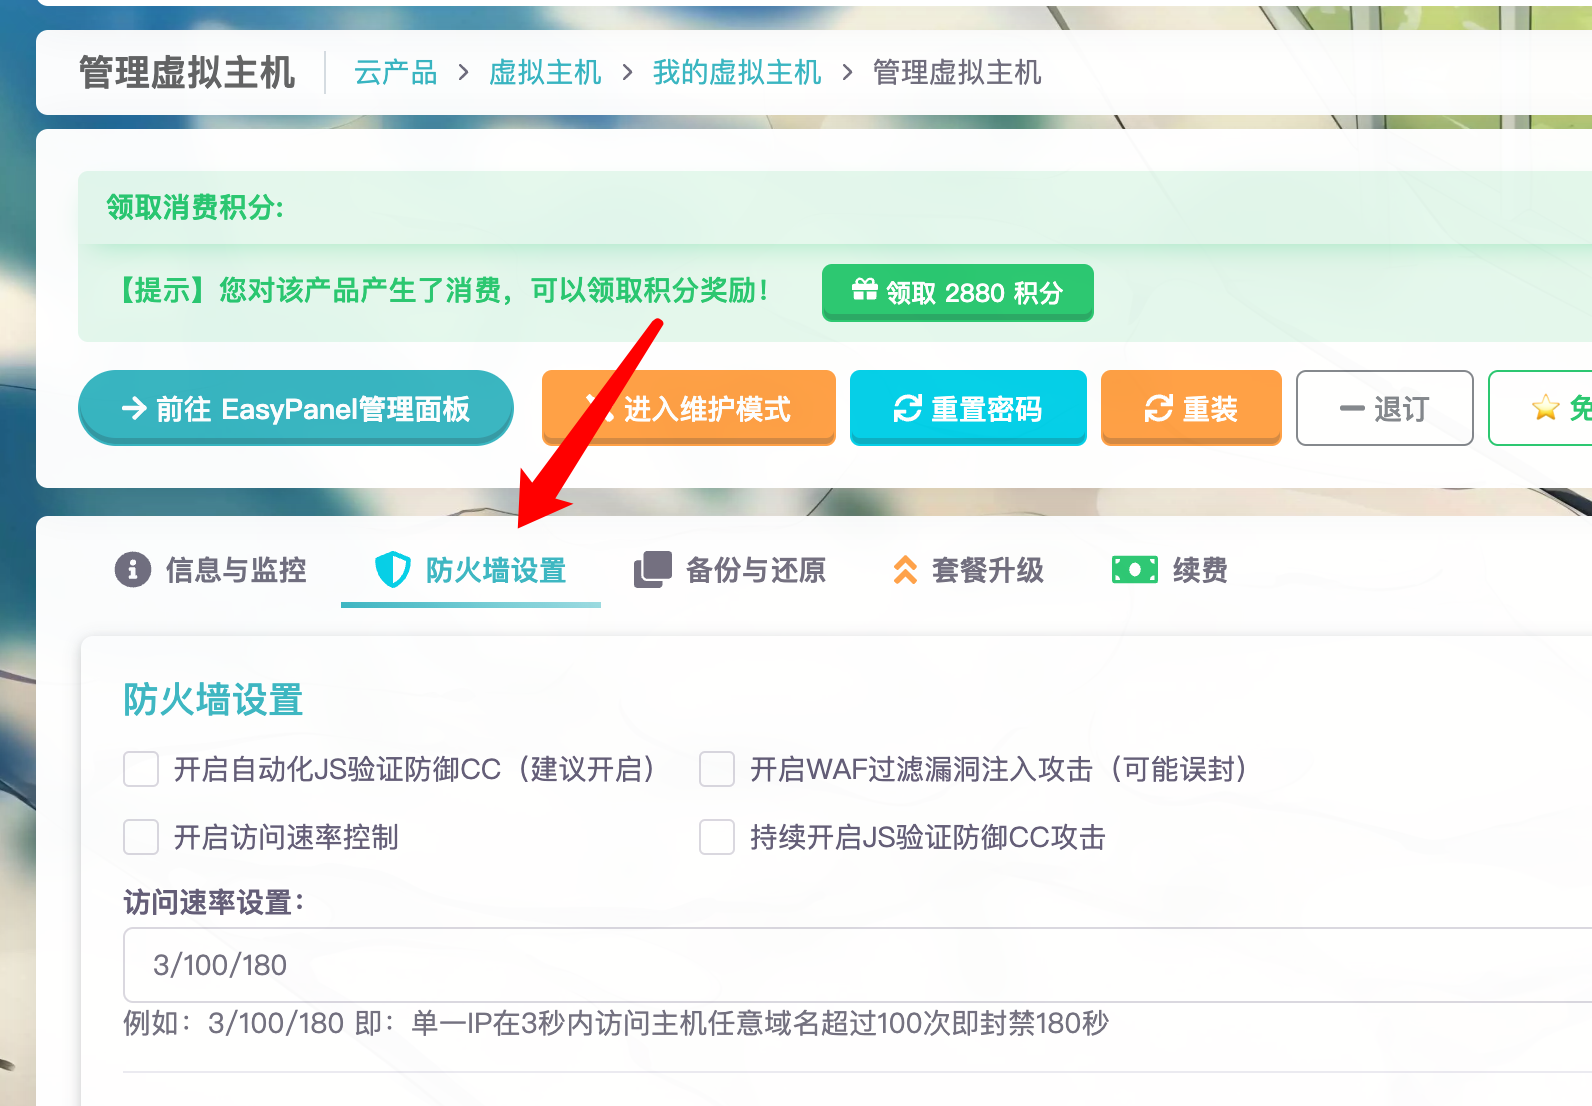 管理虚拟主机
云产品 > 虚拟主机 > 我的虚拟主机 > 管理虚拟主机
领取消费积分:
【提示】您对该产品产生了消费，可以领取积分奖励！
领取 2880 积分
前往 EasyPanel管理面板
进入维护模式
重置密码
重装
退订
免
信息与监控
防火墙设置
备份与还原
套餐升级
续费
防火墙设置
开启自动化JS验证防御CC（建议开启）
开启WAF过滤漏洞注入攻击（可能误封）
开启访问速率控制
持续开启JS验证防御CC攻击
访问速率设置：
3/100/180
例如：3/100/180 即：单一IP在3秒内访问主机任意域名超过100次即封禁180秒